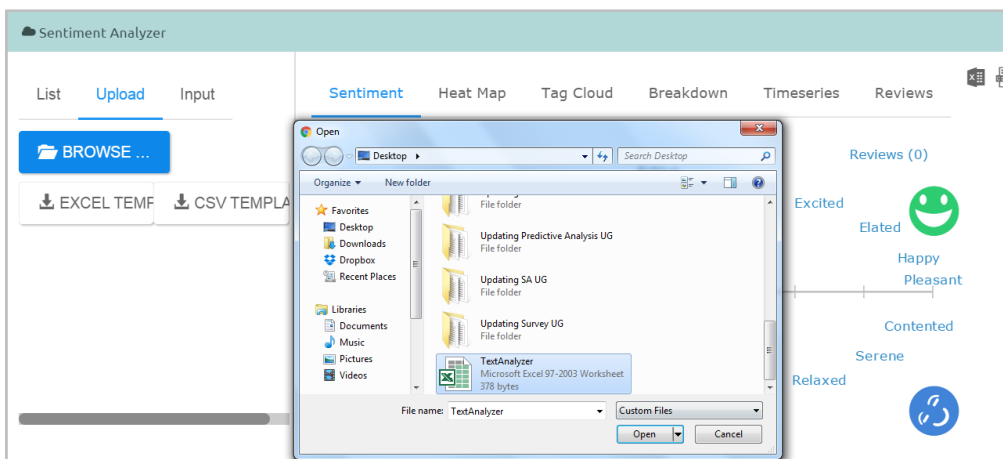 Sentiment Analyzer
List Upload Input
Sentiment Heat Map Tag Cloud Breakdown Timeseries Reviews
BROWSE ...
EXCEL TEMP
CSV TEMPLA
Open
Desktop
Search Desktop
Organize
New folder
Favorites
Desktop
Downloads
Dropbox
Recent Places
Libraries
Documents
Music
Pictures
Videos
File folder
Updating Predictive Analysis UG
File folder
Updating SA UG
File folder
Updating Survey UG
File folder
TextAnalyzer
Microsoft Excel 97-2003 Worksheet
378 bytes
File name: TextAnalyzer
Custom Files
Open
Cancel
Reviews (0)
Excited
Elated
Happy
Pleasant
Contented
Serene
Relaxed